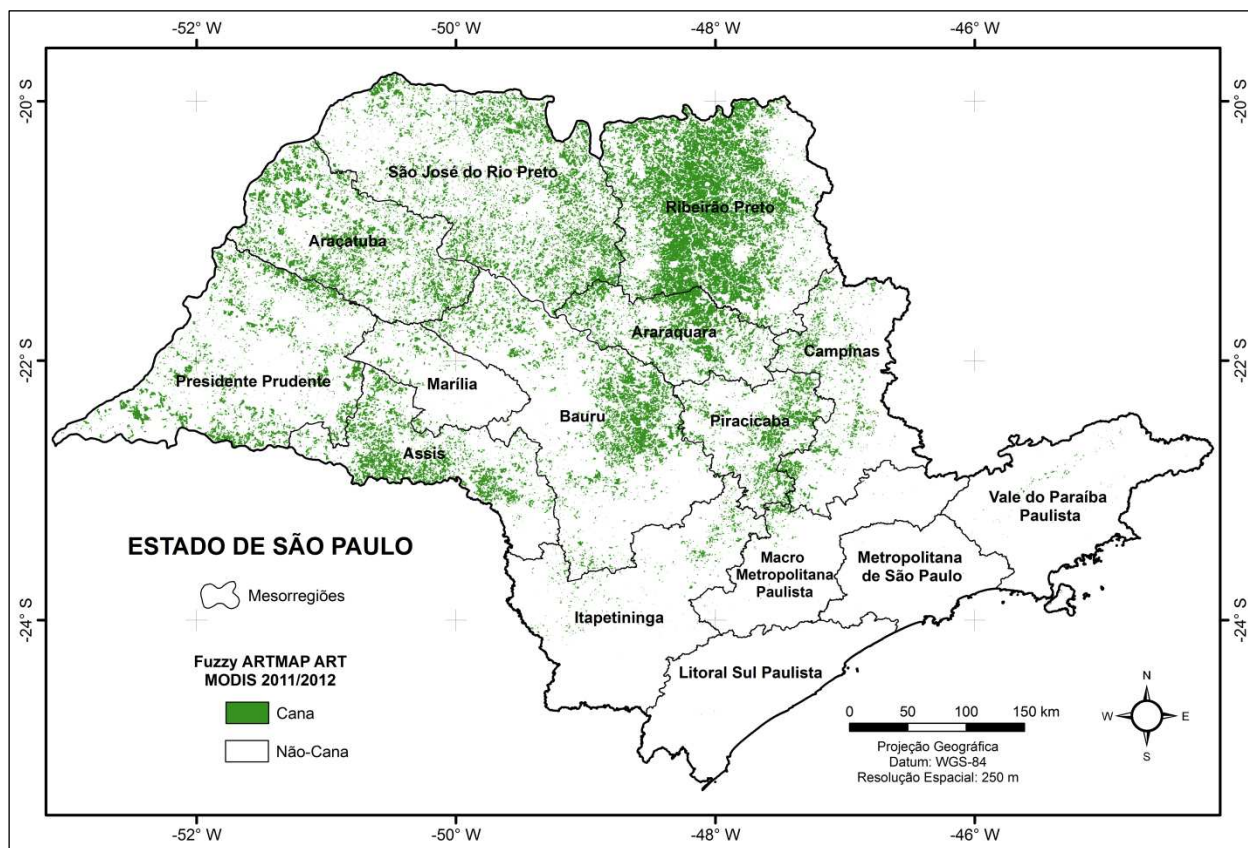 -52° W
-50° W
-48° W
-46° W
-20° S
-20° S
São José do Rio Preto
Ribeirão Preto
Araçatuba
Araraquara
Campinas
-22° S
-22° S
Presidente Prudente
Marília
Bauru
Piracicaba
Assis
Vale do Paraíba
Paulista
ESTADO DE SÃO PAULO
Mesorregiões
Macro
Metropolitana
Paulista
Metropolitana
de São Paulo
Itapetininga
-24° S
-24° S
Litoral Sul Paulista
Fuzzy ARTMAP ART
MODIS 2011/2012
Cana
Não-Cana
0 50 100 150 km
Projeção Geográfica
Datum: WGS-84
Resolução Espacial: 250 m
N
W
E
S
-52° W
-50° W
-48° W
-46° W